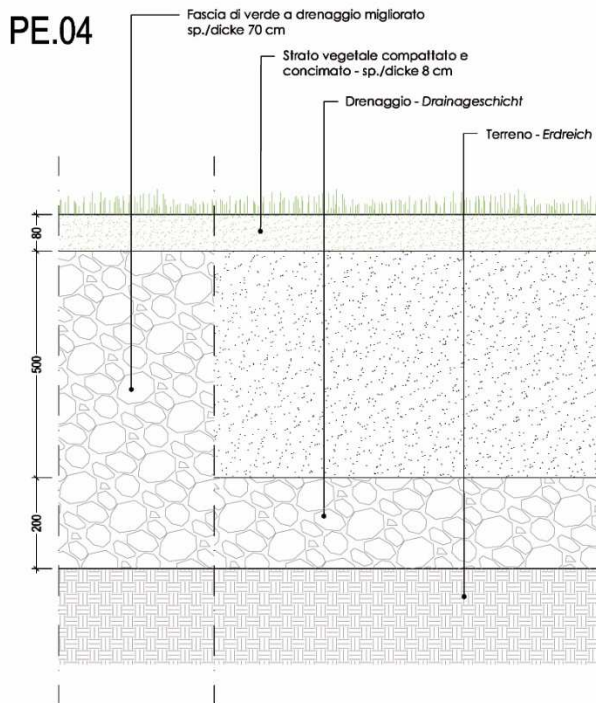 PE.04
Fascia di verde a drenaggio migliorato
sp./dicke 70 cm
Strato vegetale compattato e
concimato - sp./dicke 8 cm
Drenaggio - Drainageschicht
Terreno - Erdreich
80
500
200